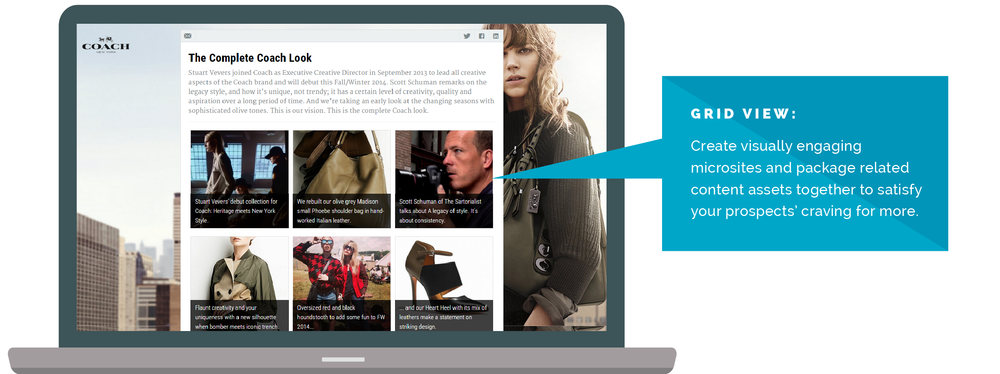 COACH
NEW YORK
The Complete Coach Look
Stuart Vevers joined Coach as Executive Creative Director in September 2013 to lead all creative
aspects of the Coach brand and will debut this Fall/Winter 2014. Scott Schuman remarks on the
legacy style, and how it's unique, not trendy; it has a certain level of creativity, quality and
aspiration over a long period of time. And we're taking an early look at the changing seasons with
sophisticated olive tones. This is our vision. This is the complete Coach look.
Stuart Vevers' debut collection for
Coach: Heritage meets New York
Style.
We rebuilt our olive grey Madison
small Phoebe shoulder bag in hand-
worked Italian leather.
Scott Schuman of The Sartorialist
talks about A legacy of style. It's
about consistency.
Flaunt creativity and your
uniqueness with a new silhouette
when bomber meets iconic trench
Oversized red and black
houndstooth to add some fun to FW
2014...
... and our Heart Heel with its mix of
leathers make a statement on
striking design.
GRID VIEW:
Create visually engaging
microsites and package related
content assets together to satisfy
your prospects' craving for more.